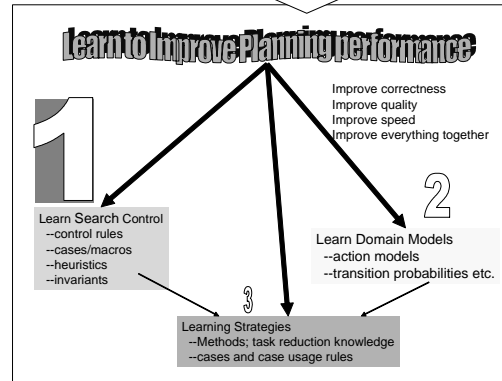 Learn to Improve Planning performance
Improve correctness
Improve quality
Improve speed
Improve everything together
1
Learn Search Control
--control rules
--cases/macros
--heuristics
--invariants
2
Learn Domain Models
--action models
--transition probabilities etc.
3
Learning Strategies
--Methods; task reduction knowledge
--cases and case usage rules